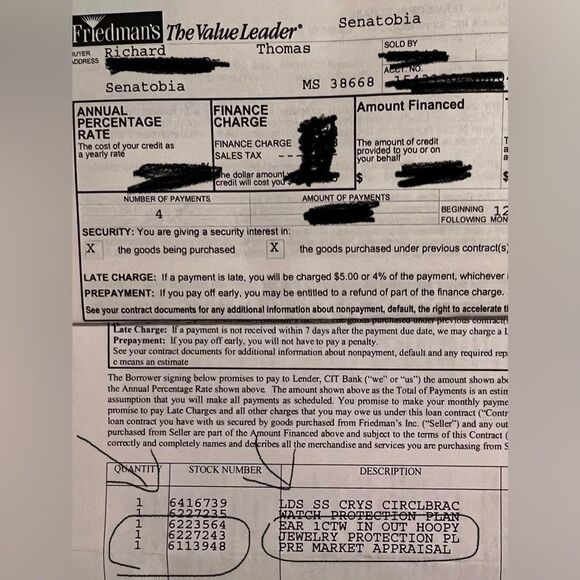 Friedman's The Value Leader® Senatobia
BUYER Richard Thomas SOLD BY
ADDRESS
ACCT. NO.
Senatobia MS 38668
ANNUAL PERCENTAGE RATE
The cost of your credit as a yearly rate
FINANCE CHARGE
FINANCE CHARGE
SALES TAX
The dollar amount credit will cost you
Amount Financed
The amount of credit provided to you or on your behalf
$ $
NUMBER OF PAYMENTS AMOUNT OF PAYMENTS
4
BEGINNING 12
FOLLOWING MON
SECURITY: You are giving a security interest in:
X the goods being purchased X the goods purchased under previous contract(s)
LATE CHARGE: If a payment is late, you will be charged $5.00 or 4% of the payment, whichever
PREPAYMENT: If you pay off early, you may be entitled to a refund of part of the finance charge.
See your contract documents for any additional information about nonpayment, default, the right to accelerate t
the goods purchased under previous contract(
Late Charge: If a payment is not received within 7 days after the payment due date, we may charge a L
Prepayment: If you pay off early, you will not have to pay a penalty.
See your contract documents for additional information about nonpayment, default and any required rep
e means an estimate
The Borrower signing below promises to pay to Lender, CIT Bank ("we" or "us") the amount shown ab
the Annual Percentage Rate shown above. The amount shown above as the Total of Payments is an estim
assumption that you will make all payments as scheduled. You promise to make your monthly payme
promise to pay Late Charges and all other charges that you may owe us under this loan contract ("Contr
loan contract you have with us secured by goods purchased from Friedman's Inc. ("Seller") and any out
purchased from Seller are part of the Amount Financed above and subject to the terms of this Contract (
correctly and completely names and describes all the merchandise and services you are purchasing from S
QUANTITY STOCK NUMBER DESCRIPTION
1 6416739 LDS SS CRYS CIRCLBRAC
1 6227235 WATCH PROTECTION PLAN
1 6223564 EAR 1CTW IN OUT HOOPY
1 6227243 JEWELRY PROTECTION PL
1 6113948 PRE MARKET APPRAISAL